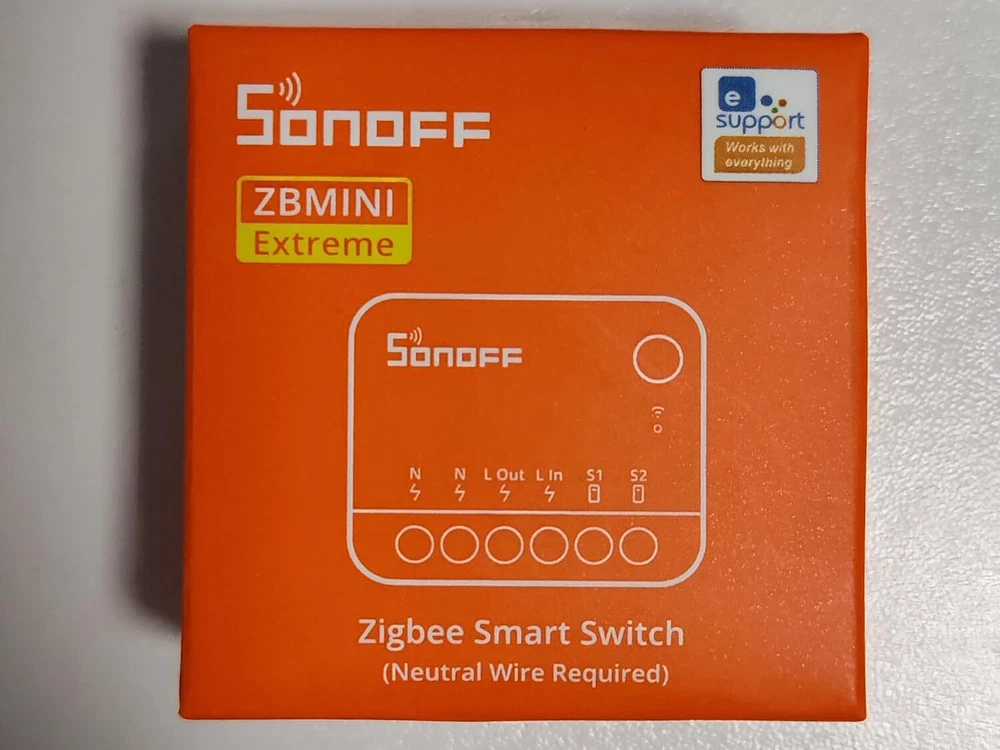 SONOFF
e
support
Works with
everything
ZBMINI
Extreme
SONOFF
N N L Out L In S1 S2
Zigbee Smart Switch
(Neutral Wire Required)